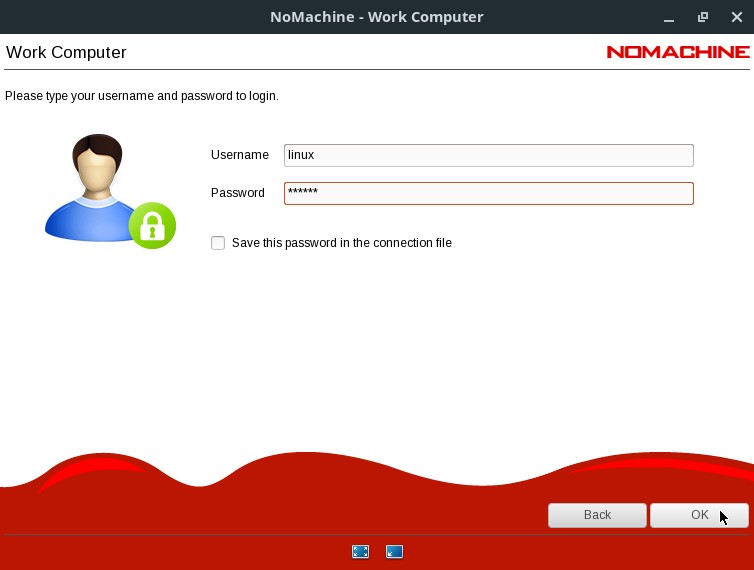 NoMachine - Work Computer
Work Computer
NOMACHINE
Please type your username and password to login.
Username linux
Password ******
Save this password in the connection file
Back OK